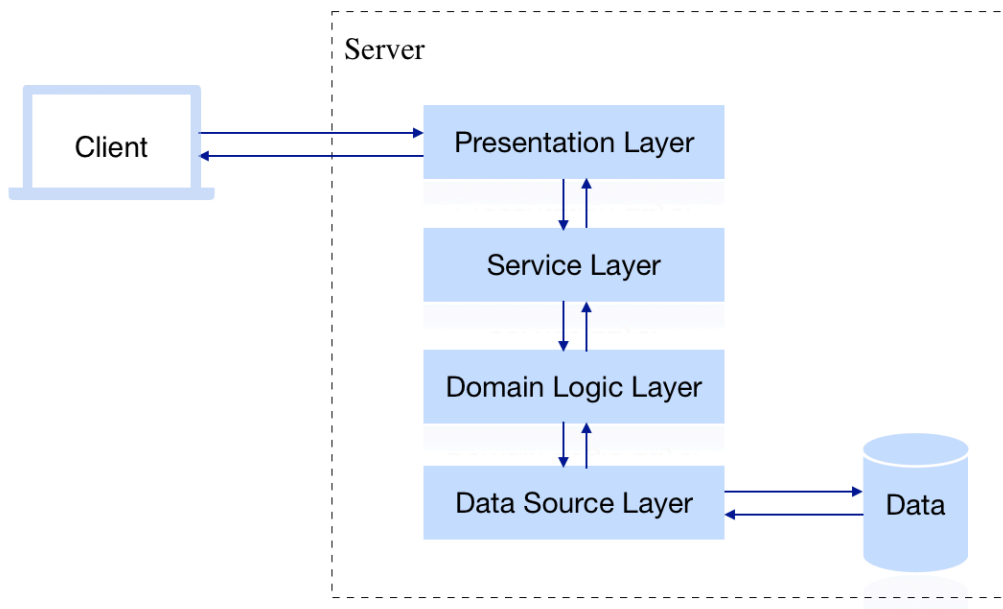 Server
Client
Presentation Layer
Service Layer
Domain Logic Layer
Data Source Layer
Data